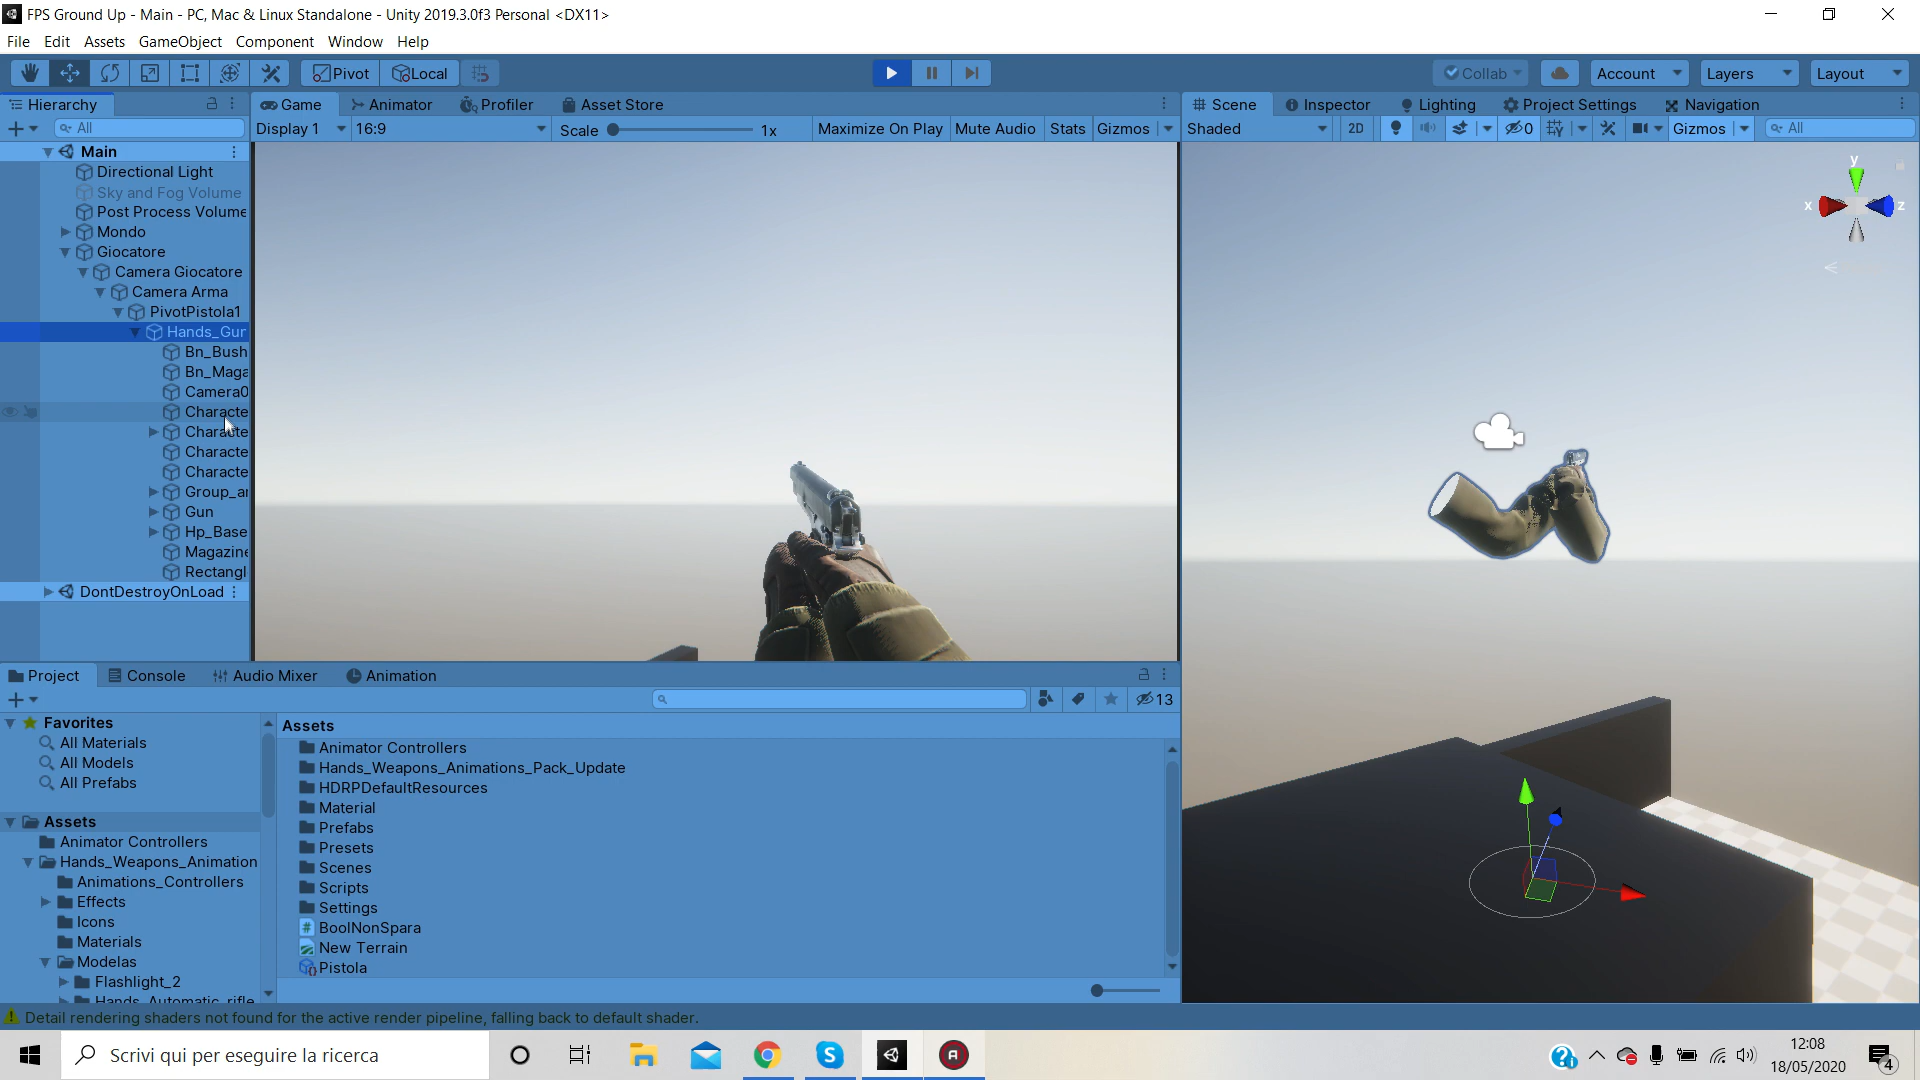 FPS Ground Up - Main - PC, Mac & Linux Standalone - Unity 2019.3.0f3 Personal <DX11>
File Edit Assets GameObject Component Window Help
Pivot Local Collab Account Layers Layout
Hierarchy Game Animator Profiler Asset Store Scene Inspector Lighting Project Settings Navigation
All Display 1 16:9 Scale 1x Maximize On Play Mute Audio Stats Gizmos Shaded 2D 0 Gizmos All
Main
Directional Light
Sky and Fog Volume
Post Process Volume
Mondo
Giocatore
Camera Giocatore
Camera Arma
PivotPistola1
Hands_Gun
Bn_Bush
Bn_Maga
Camera0
Characte
Characte
Characte
Characte
Group_ar
Gun
Hp_Base
Magazine
Rectangl
DontDestroyOnLoad
y
x z
Project Console Audio Mixer Animation
13
Favorites
All Materials
All Models
All Prefabs
Assets
Animator Controllers
Hands_Weapons_Animation
Animations_Controllers
Effects
Icons
Materials
Modelas
Flashlight_2
Hands_Automatic_rifle
Assets
Animator Controllers
Hands_Weapons_Animations_Pack_Update
HDRPDefaultResources
Material
Prefabs
Presets
Scenes
Scripts
Settings
BoolNonSpara
New Terrain
Pistola
Detail rendering shaders not found for the active render pipeline, falling back to default shader.
Scrivi qui per eseguire la ricerca
12:08
18/05/2020
4